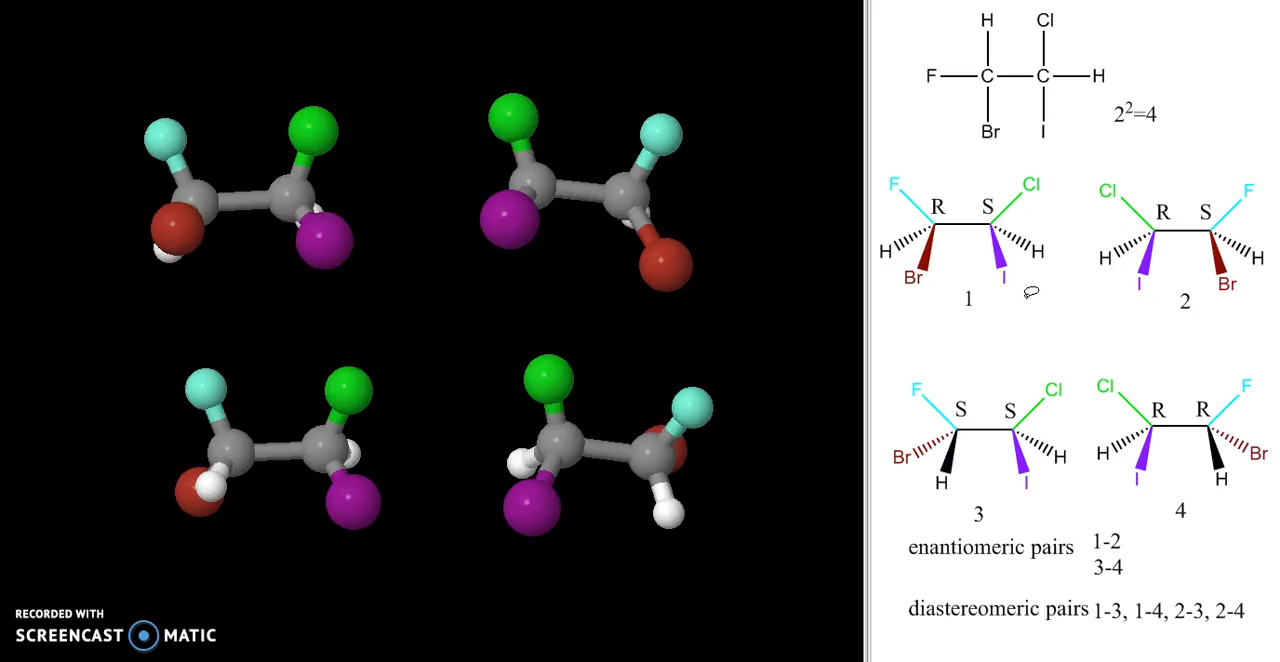 H Cl
F C C H
Br I
2²=4
F R S Cl
H Br I H
1
Cl R S F
H I Br H
2
F S S Cl
Br H I H
3
Cl R R F
H I H Br
4
enantiomeric pairs 1-2
3-4
diastereomeric pairs 1-3, 1-4, 2-3, 2-4
RECORDED WITH
SCREENCAST MATIC